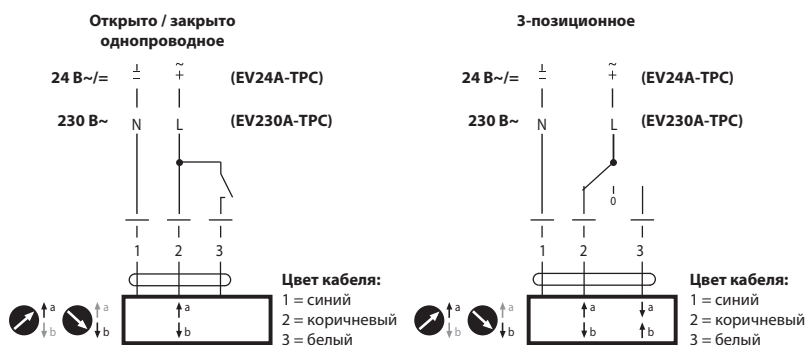 Открыто / закрыто
однопроводное
24 В~/= ⊥ − ~ + (EV24A-TPC)
230 В~ N L (EV230A-TPC)
1 2 3
a a a
b b b
Цвет кабеля:
1 = синий
2 = коричневый
3 = белый
3-позиционное
24 В~/= ⊥ − ~ + (EV24A-TPC)
230 В~ N L (EV230A-TPC)
0
1 2 3
a a a a
b b b b
Цвет кабеля:
1 = синий
2 = коричневый
3 = белый